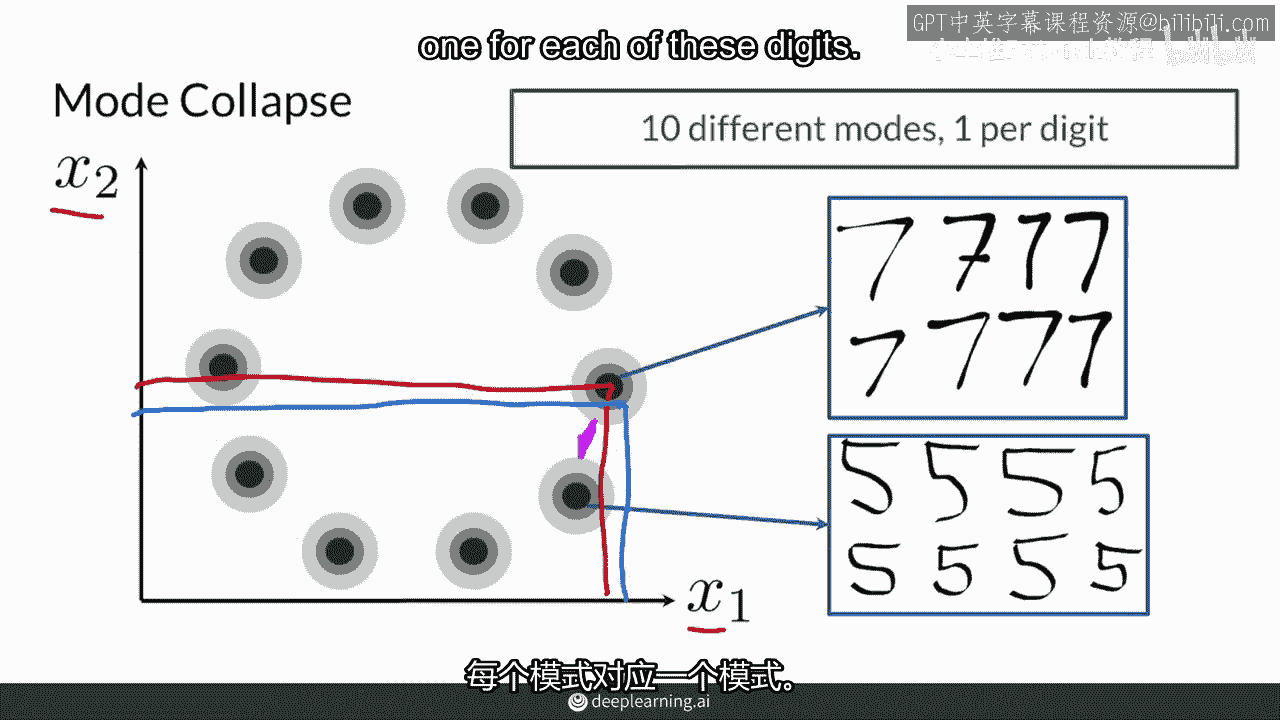 GPT中英字幕课程资源@bilibili.com
one for each of these digits.
Mode Collapse
10 different modes, 1 per digit
x2
7 7 7 7
7 7 7 7
5 5 5 5
5 5 5 5
x1
每个模式对应一个模式。
deeplearning.ai